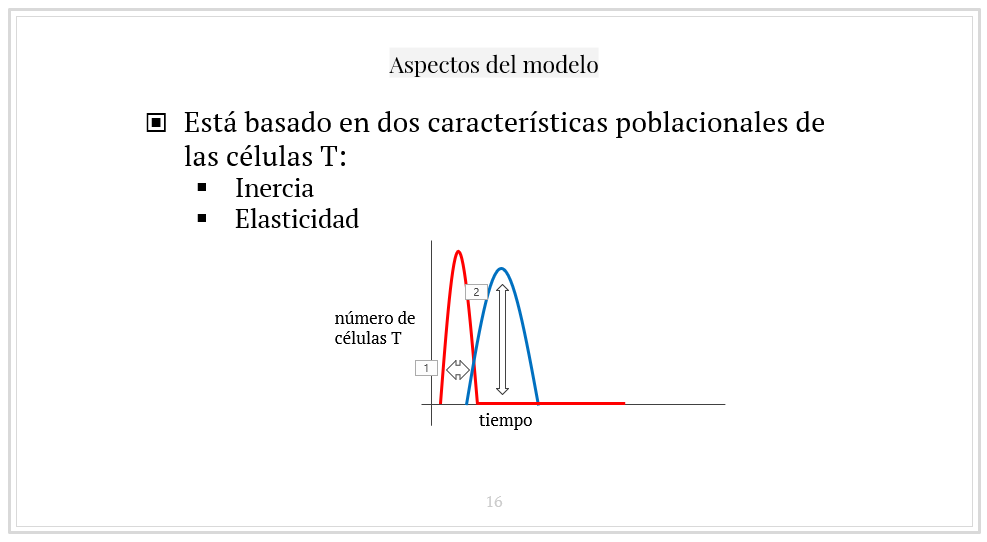 Aspectos del modelo
Está basado en dos características poblacionales de
las células T:
Inercia
Elasticidad
2
número de
células T
1
tiempo
16